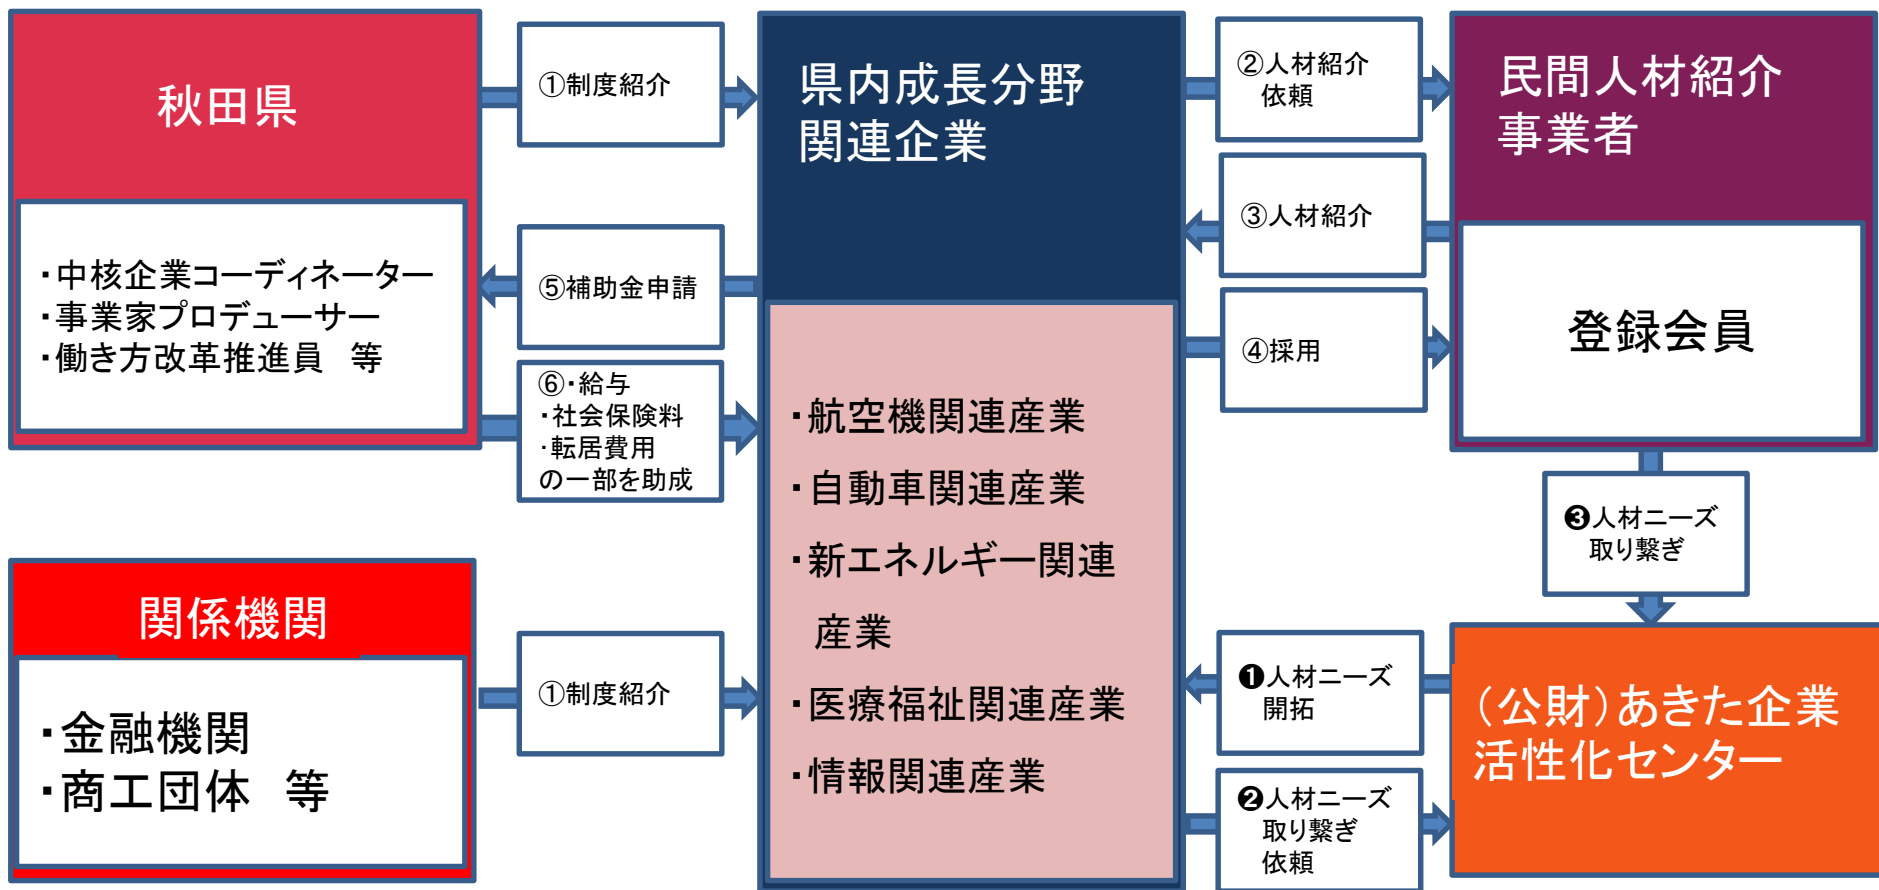 秋田県
・中核企業コーディネーター
・事業家プロデューサー
・働き方改革推進員　等
①制度紹介
⑤補助金申請
⑥・給与
・社会保険料
・転居費用
の一部を助成
関係機関
・金融機関
・商工団体　等
①制度紹介
県内成長分野
関連企業
・航空機関連産業
・自動車関連産業
・新エネルギー関連
産業
・医療福祉関連産業
・情報関連産業
②人材紹介
依頼
③人材紹介
④採用
民間人材紹介
事業者
登録会員
❸人材ニーズ
取り繋ぎ
❶人材ニーズ
開拓
❷人材ニーズ
取り繋ぎ
依頼
（公財）あきた企業
活性化センター